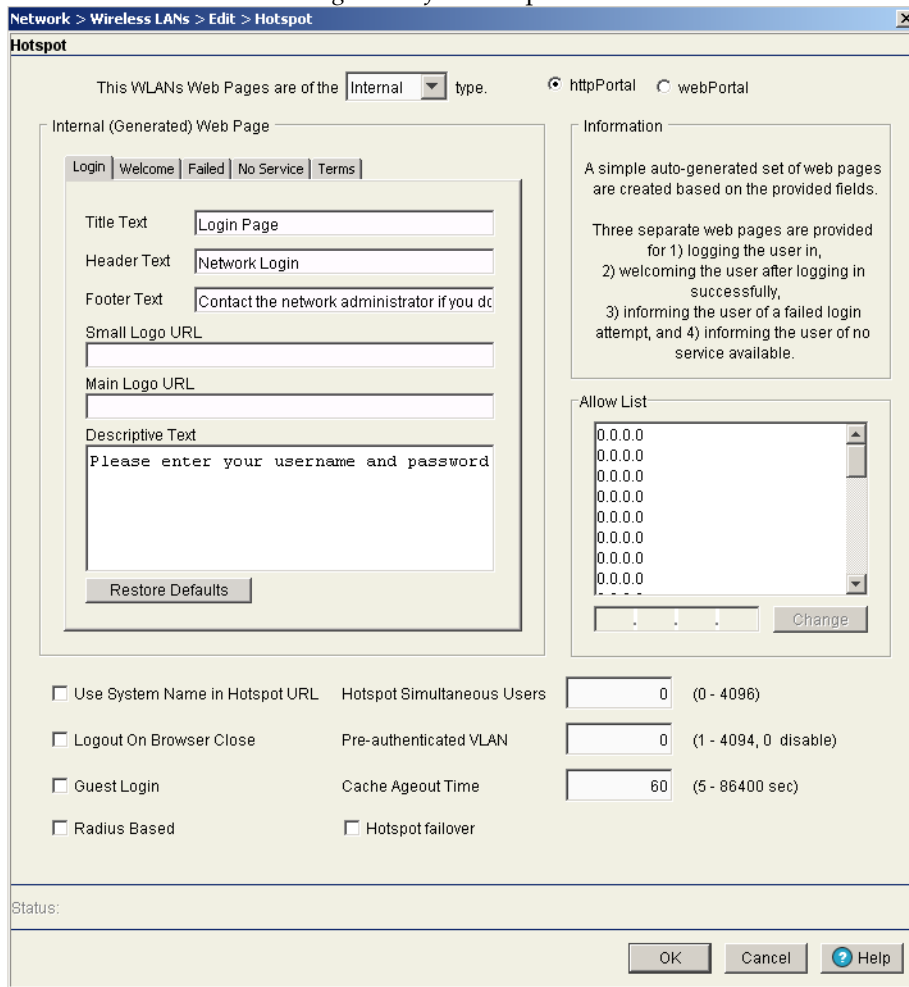 Network > Wireless LANs > Edit > Hotspot
Hotspot
This WLANs Web Pages are of the Internal type. httpPortal webPortal
Internal (Generated) Web Page
Login Welcome Failed No Service Terms
Title Text Login Page
Header Text Network Login
Footer Text Contact the network administrator if you do
Small Logo URL
Main Logo URL
Descriptive Text
Please enter your username and password
Restore Defaults
Information
A simple auto-generated set of web pages
are created based on the provided fields.
Three separate web pages are provided
for 1) logging the user in,
2) welcoming the user after logging in
successfully,
3) informing the user of a failed login
attempt, and 4) informing the user of no
service available.
Allow List
0.0.0.0
0.0.0.0
0.0.0.0
0.0.0.0
0.0.0.0
0.0.0.0
0.0.0.0
0.0.0.0
. . . Change
Use System Name in Hotspot URL Hotspot Simultaneous Users 0 (0 - 4096)
Logout On Browser Close Pre-authenticated VLAN 0 (1 - 4094, 0 disable)
Guest Login Cache Ageout Time 60 (5 - 86400 sec)
Radius Based Hotspot failover
Status:
OK Cancel Help